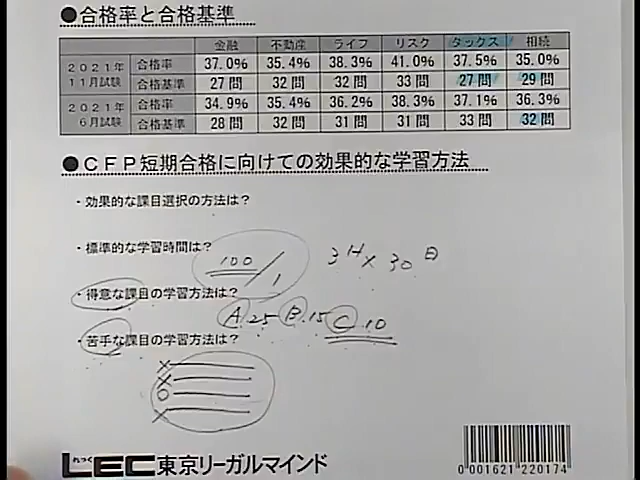 ●合格率と合格基準
金融 不動産 ライフ リスク タックス 相続
2021年11月試験 合格率 37.0% 35.4% 38.3% 41.0% 37.5% 35.0%
合格基準 27問 32問 32問 33問 27問 29問
2021年6月試験 合格率 34.9% 35.4% 36.2% 38.3% 37.1% 36.3%
合格基準 28問 32問 31問 31問 33問 32問
●CFP短期合格に向けての効果的な学習方法
・効果的な課目選択の方法は?
・標準的な学習時間は?
100/1 3H×30日
・得意な課目の学習方法は?
A.25 B.15 C 10
・苦手な課目の学習方法は?
×
×
○
×
れっく
LEC東京リーガルマインド
0 001621 220174